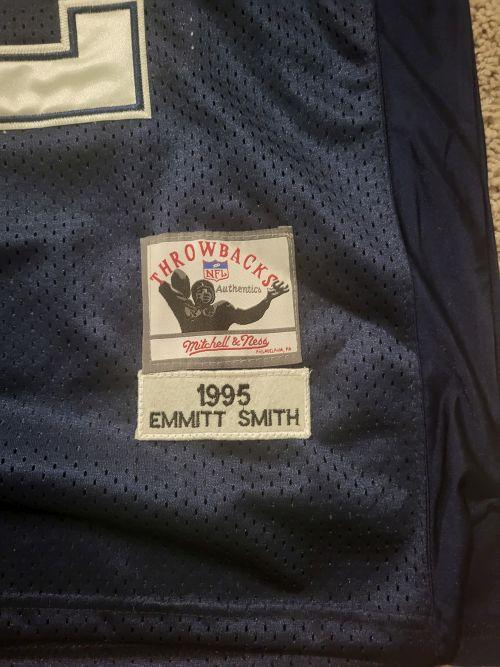 THROWBACKS
NFL
Authentics
Mitchell & Ness
PHILADELPHIA, PA
1995
EMMITT SMITH